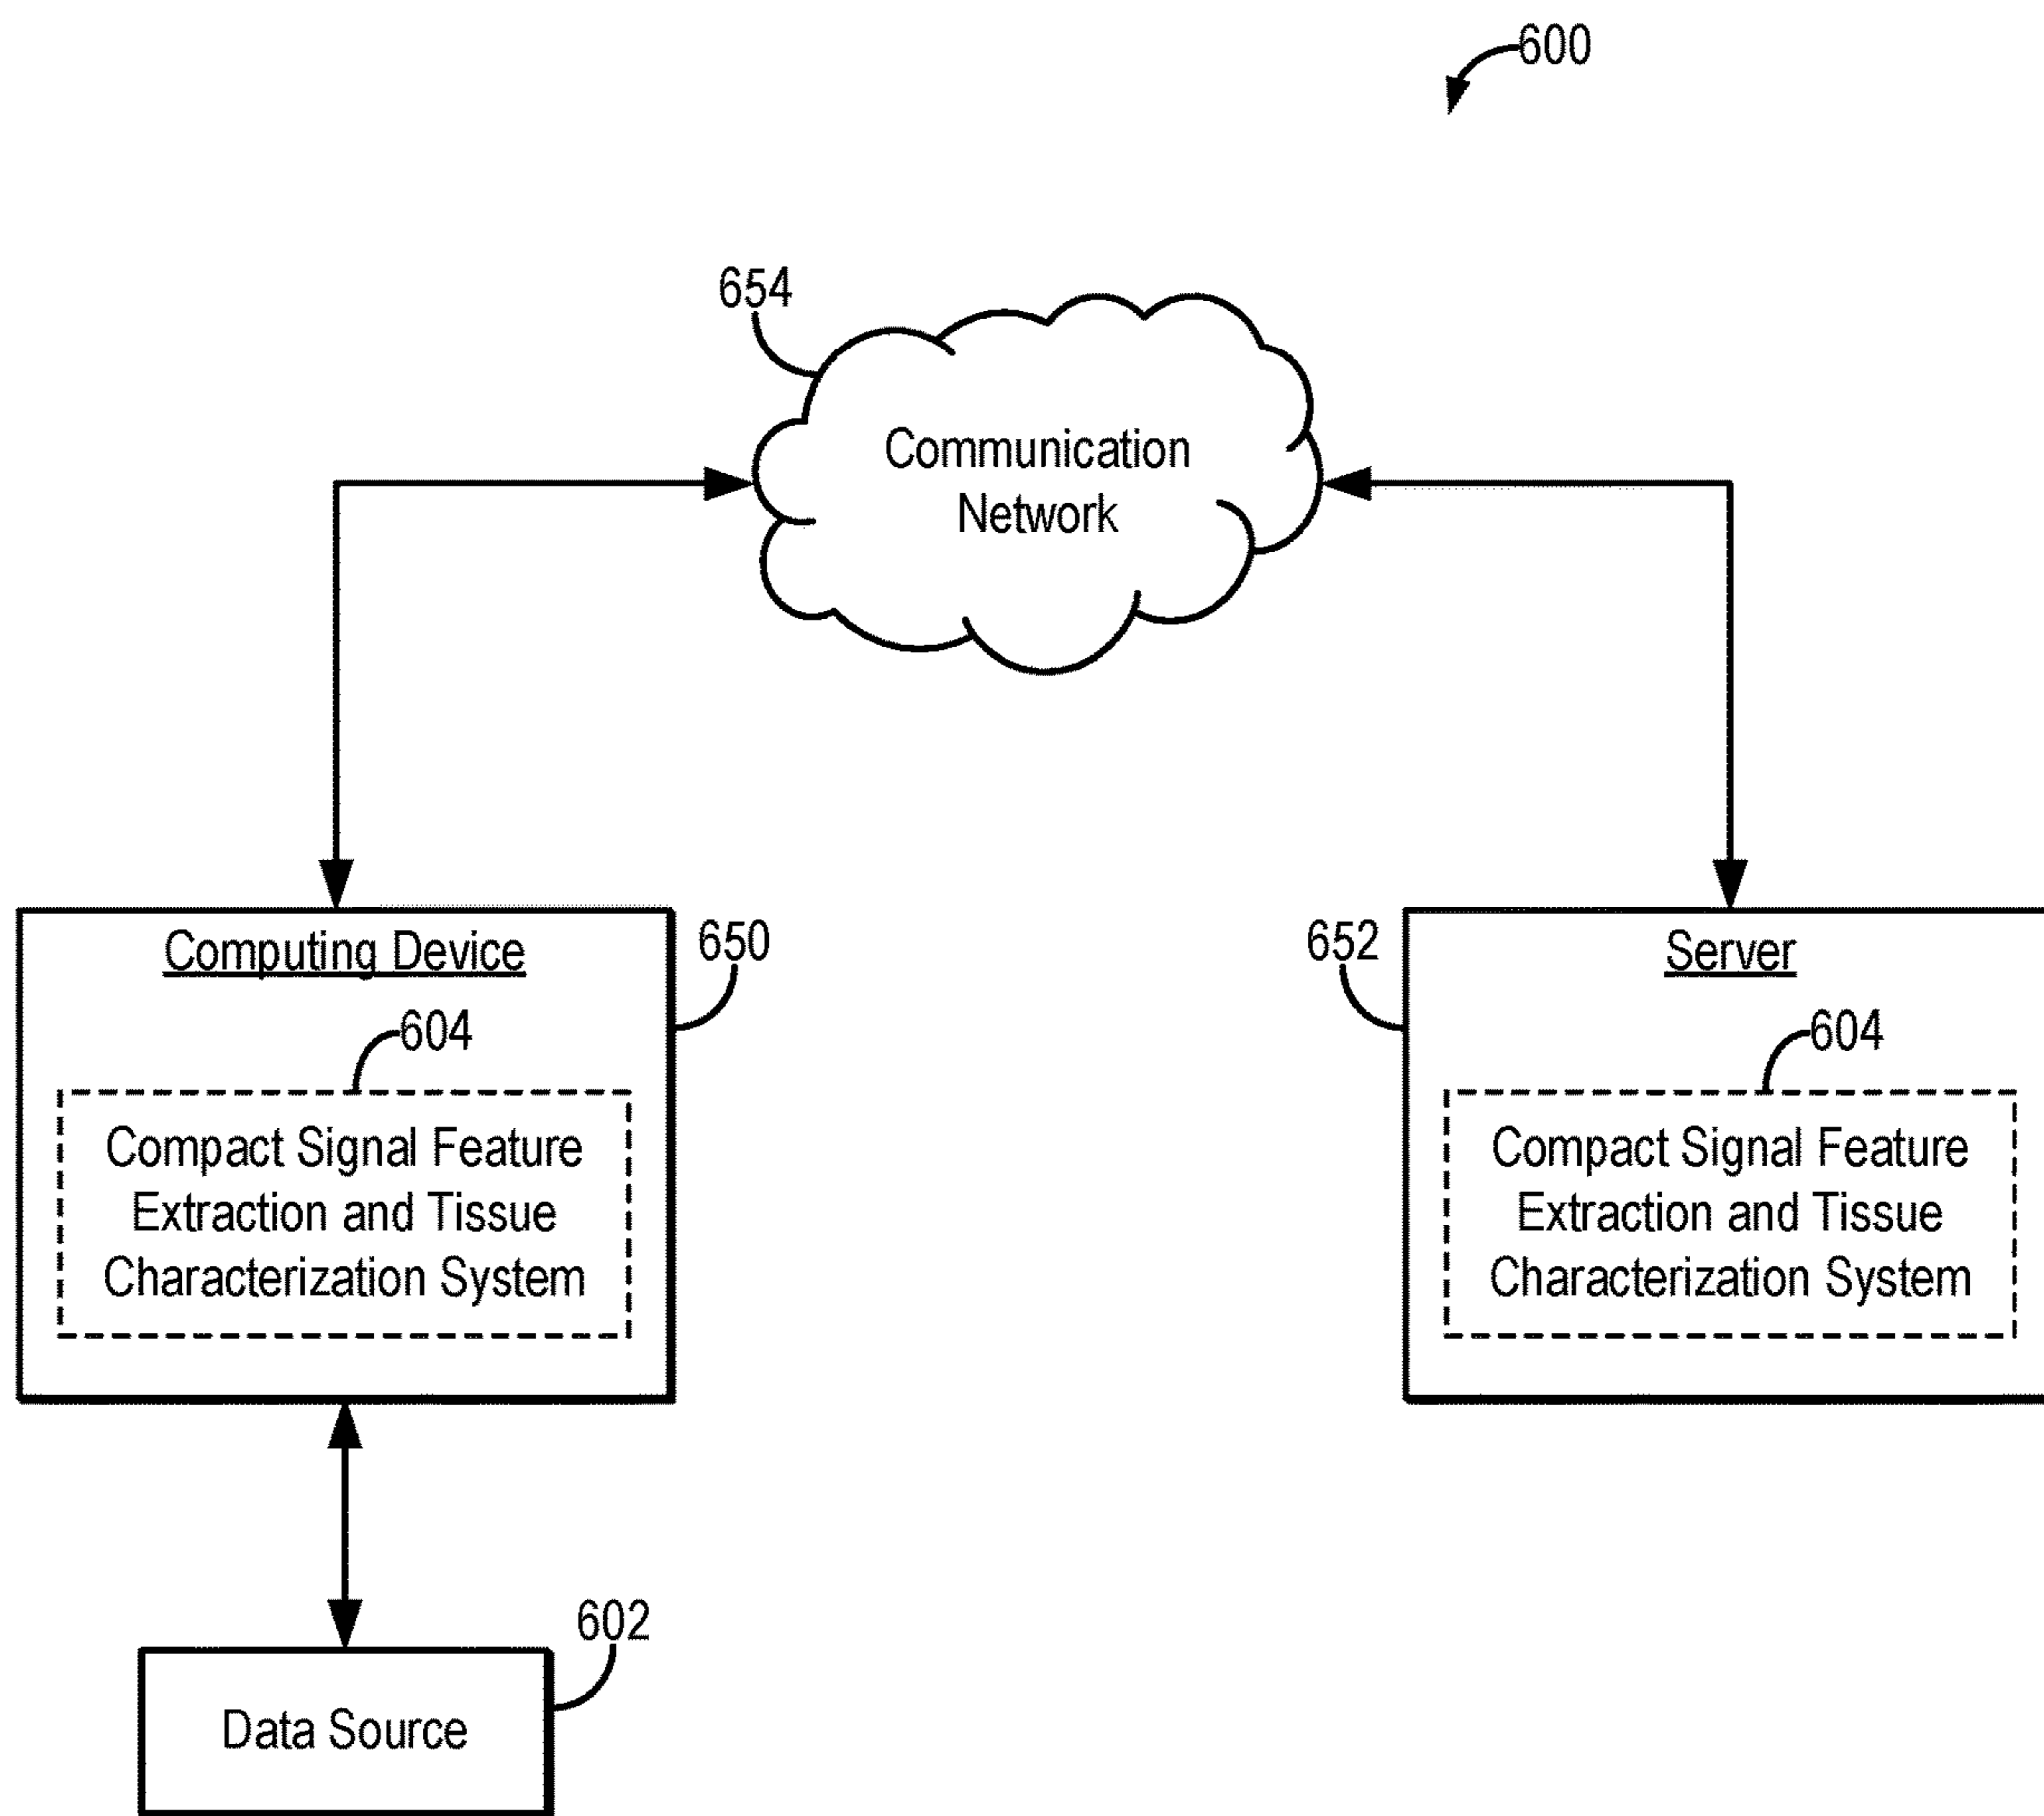 600
654
Communication
Network
Computing Device
650
652
Server
604
604
Compact Signal Feature
Extraction and Tissue
Characterization System
Compact Signal Feature
Extraction and Tissue
Characterization System
602
Data Source